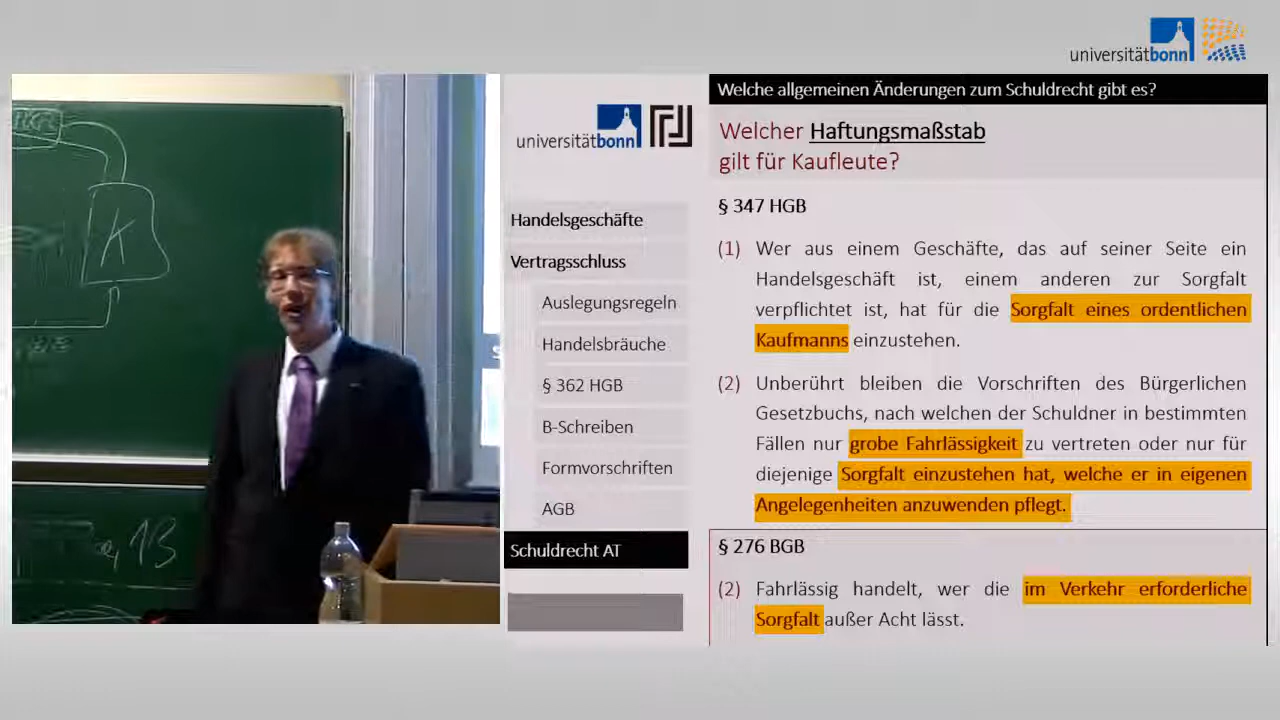 universitätbonn
Welche allgemeinen Änderungen zum Schuldrecht gibt es?
universitätbonn
Welcher Haftungsmaßstab
gilt für Kaufleute?
§ 347 HGB
(1) Wer aus einem Geschäfte, das auf seiner Seite ein
Handelsgeschäft ist, einem anderen zur Sorgfalt
verpflichtet ist, hat für die Sorgfalt eines ordentlichen
Kaufmanns einzustehen.
(2) Unberührt bleiben die Vorschriften des Bürgerlichen
Gesetzbuchs, nach welchen der Schuldner in bestimmten
Fällen nur grobe Fahrlässigkeit zu vertreten oder nur für
diejenige Sorgfalt einzustehen hat, welche er in eigenen
Angelegenheiten anzuwenden pflegt.
§ 276 BGB
(2) Fahrlässig handelt, wer die im Verkehr erforderliche
Sorgfalt außer Acht lässt.
Handelsgeschäfte
Vertragsschluss
Auslegungsregeln
Handelsbräuche
§ 362 HGB
B-Schreiben
Formvorschriften
AGB
Schuldrecht AT
K